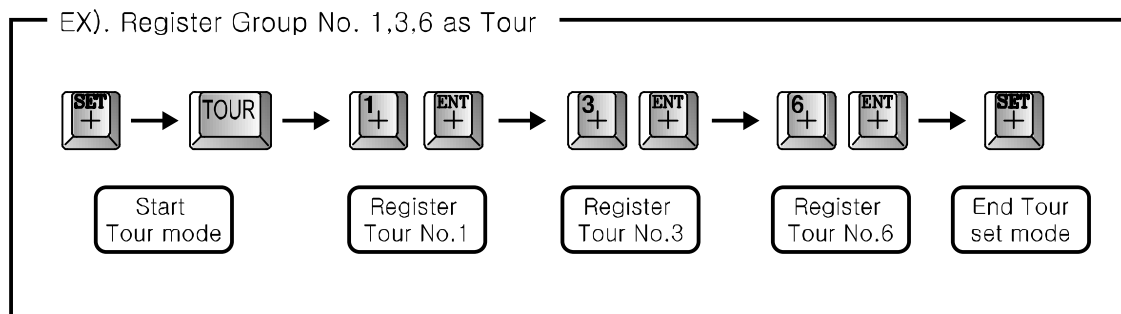 EX). Register Group No. 1,3,6 as Tour
SET + TOUR 1 + ENT + 3 + ENT + 6 + ENT + SET +
Start
Tour mode
Register
Tour No.1
Register
Tour No.3
Register
Tour No.6
End Tour
set mode